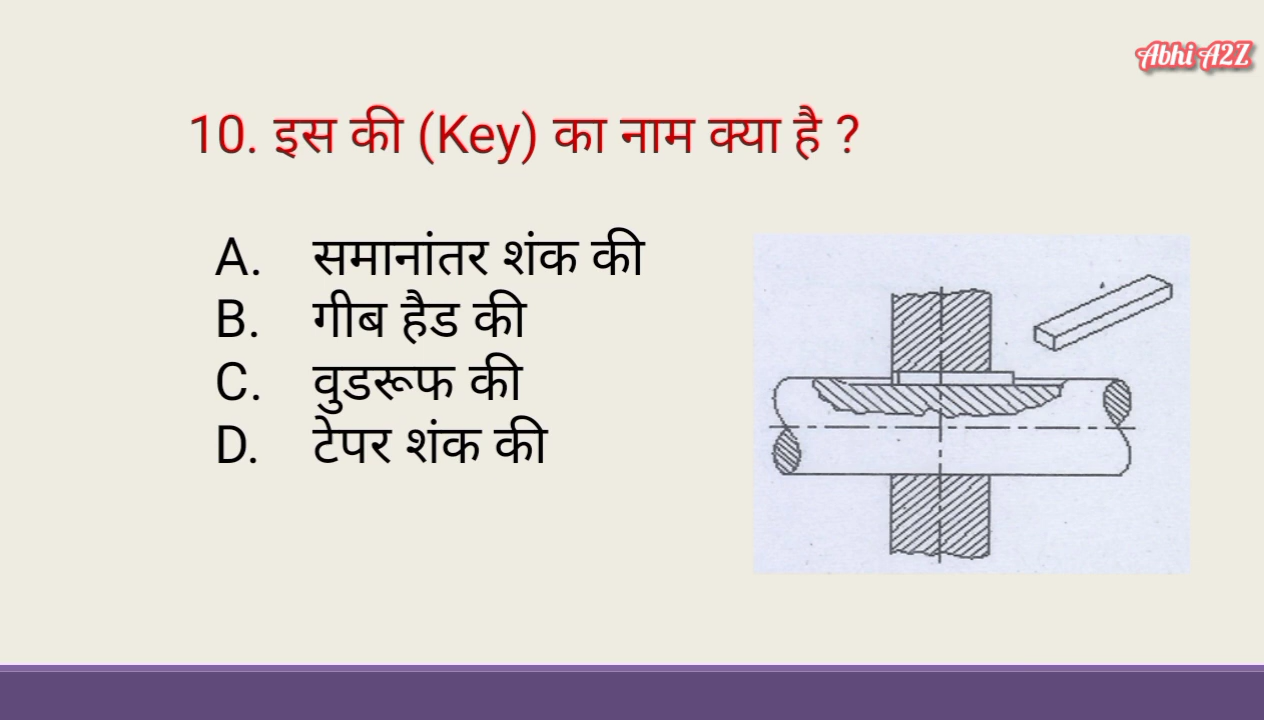 Abhi A2Z
10. इस की (Key) का नाम क्या है ?
A. समानांतर शंक की
B. गीब हैड की
C. वुडरूफ की
D. टेपर शंक की